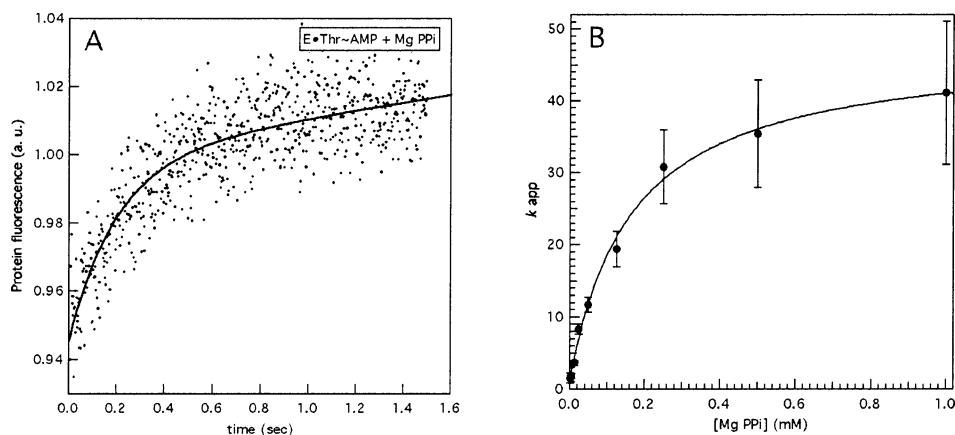 A
E•Thr~AMP + Mg PPi
Protein fluorescence (a. u.)
1.04
1.02
1.00
0.98
0.96
0.94
0.0 0.2 0.4 0.6 0.8 1.0 1.2 1.4 1.6
time (sec)
B
k app
50
40
30
20
10
0
0.0 0.2 0.4 0.6 0.8 1.0
[Mg PPi] (mM)